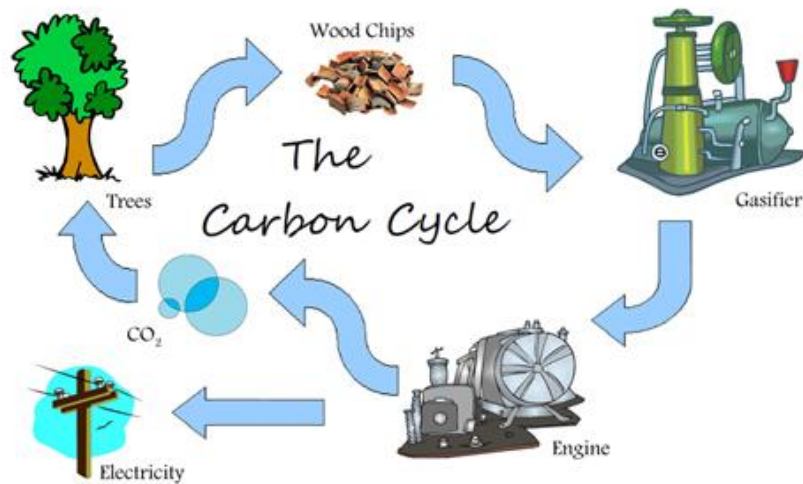 Wood Chips
The
Carbon Cycle
Trees
Gasifier
CO₂
Electricity
Engine